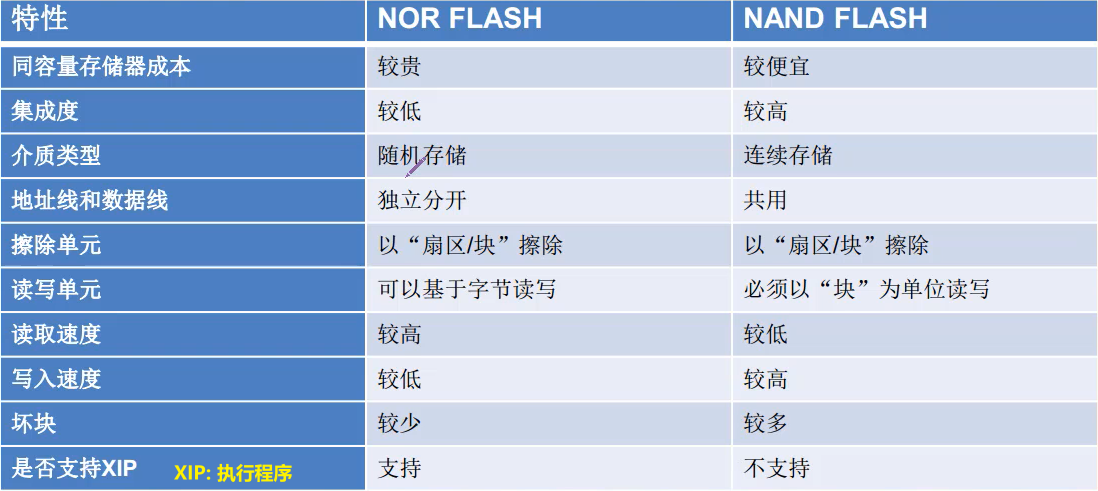 特性 NOR FLASH NAND FLASH
同容量存储器成本 较贵 较便宜
集成度 较低 较高
介质类型 随机存储 连续存储
地址线和数据线 独立分开 共用
擦除单元 以“扇区/块”擦除 以“扇区/块”擦除
读写单元 可以基于字节读写 必须以“块”为单位读写
读取速度 较高 较低
写入速度 较低 较高
坏块 较少 较多
是否支持XIP XIP: 执行程序 支持 不支持